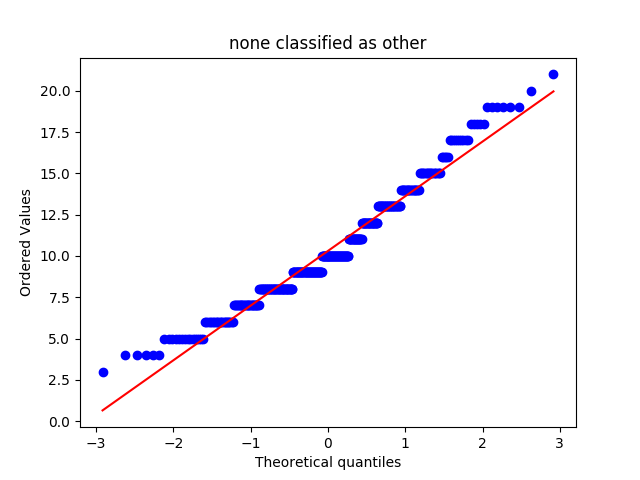 none classified as other
20.0
17.5
15.0
12.5
10.0
7.5
5.0
2.5
0.0
Ordered Values
−3 −2 −1 0 1 2 3
Theoretical quantiles